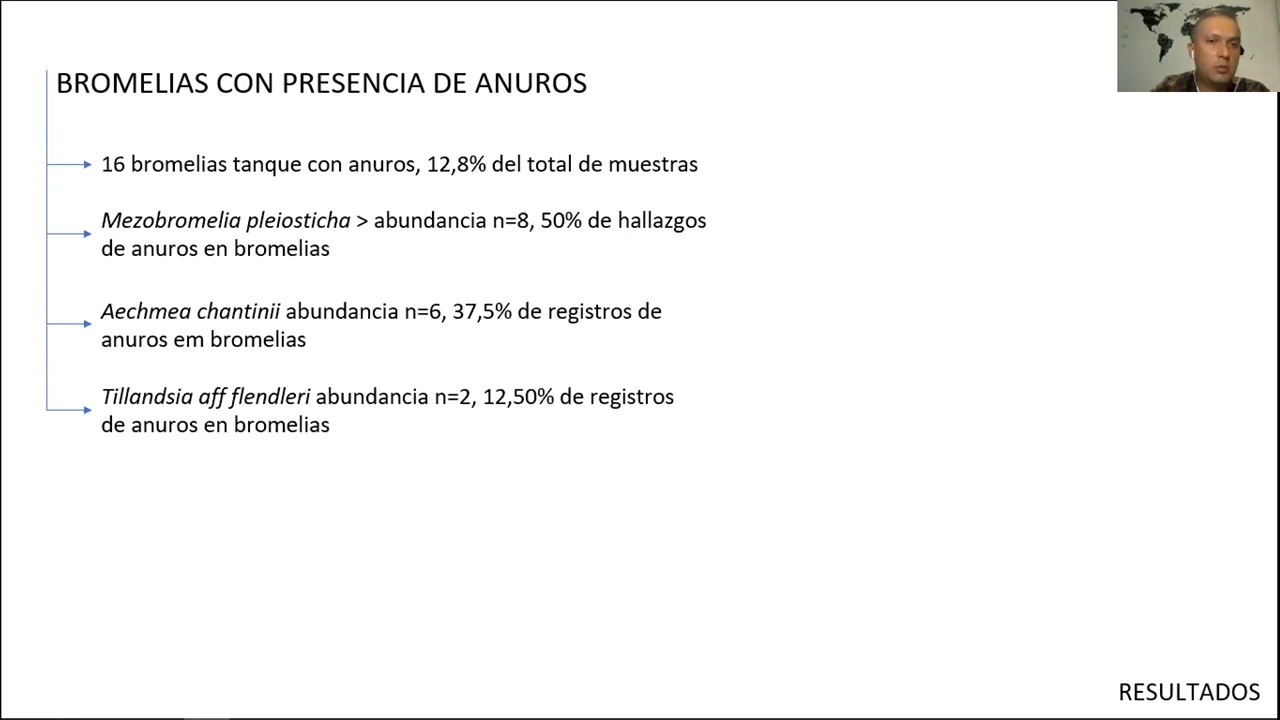 BROMELIAS CON PRESENCIA DE ANUROS
16 bromelias tanque con anuros, 12,8% del total de muestras
Mezobromelia pleiosticha > abundancia n=8, 50% de hallazgos
de anuros en bromelias
Aechmea chantinii abundancia n=6, 37,5% de registros de
anuros em bromelias
Tillandsia aff flendleri abundancia n=2, 12,50% de registros
de anuros en bromelias
RESULTADOS